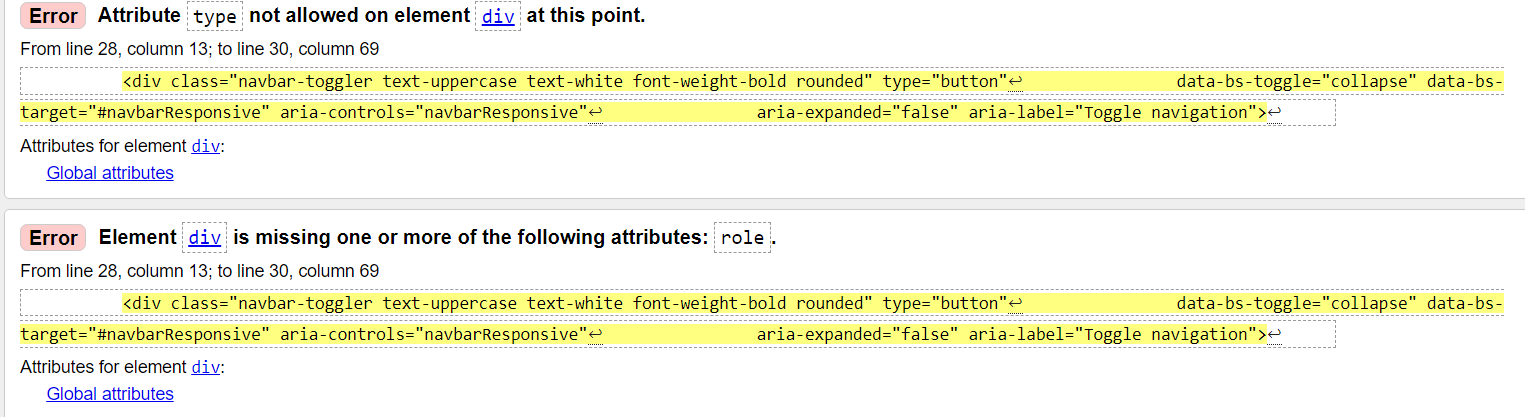 Error Attribute type not allowed on element div at this point.
From line 28, column 13; to line 30, column 69
<div class="navbar-toggler text-uppercase text-white font-weight-bold rounded" type="button"↩ data-bs-toggle="collapse" data-bs-
target="#navbarResponsive" aria-controls="navbarResponsive"↩ aria-expanded="false" aria-label="Toggle navigation">↩
Attributes for element div:
Global attributes
Error Element div is missing one or more of the following attributes: role.
From line 28, column 13; to line 30, column 69
<div class="navbar-toggler text-uppercase text-white font-weight-bold rounded" type="button"↩ data-bs-toggle="collapse" data-bs-
target="#navbarResponsive" aria-controls="navbarResponsive"↩ aria-expanded="false" aria-label="Toggle navigation">↩
Attributes for element div:
Global attributes